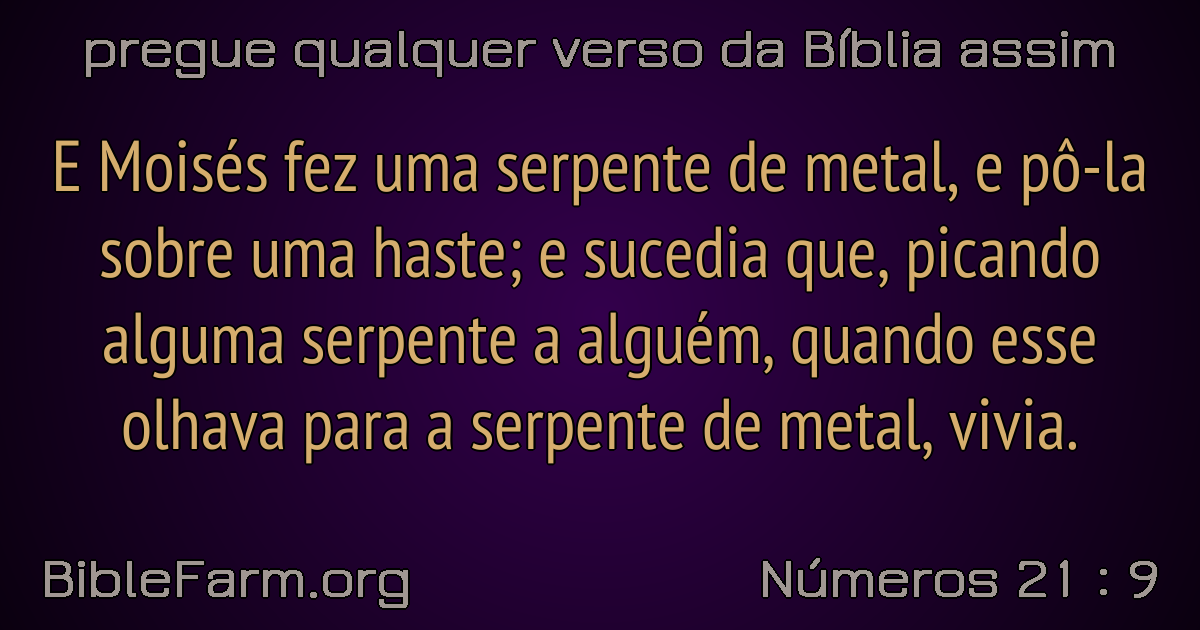 pregue qualquer verso da Bíblia assim
E Moisés fez uma serpente de metal, e pô-la
sobre uma haste; e sucedia que, picando
alguma serpente a alguém, quando esse
olhava para a serpente de metal, vivia.
BibleFarm.org
Números 21 : 9